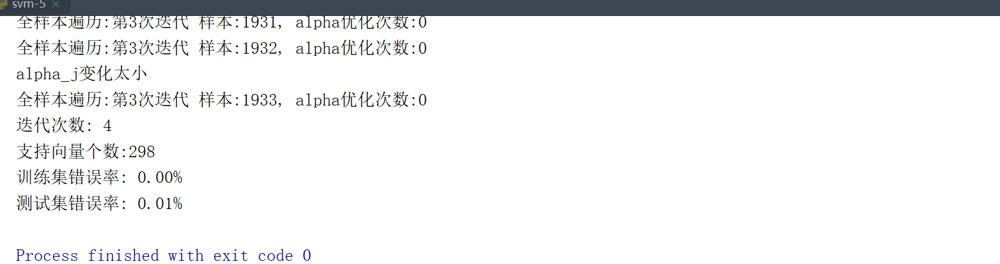 svm-5
全样本遍历:第3次迭代 样本:1931, alpha优化次数:0
全样本遍历:第3次迭代 样本:1932, alpha优化次数:0
alpha_j变化太小
全样本遍历:第3次迭代 样本:1933, alpha优化次数:0
迭代次数: 4
支持向量个数:298
训练集错误率: 0.00%
测试集错误率: 0.01%
Process finished with exit code 0